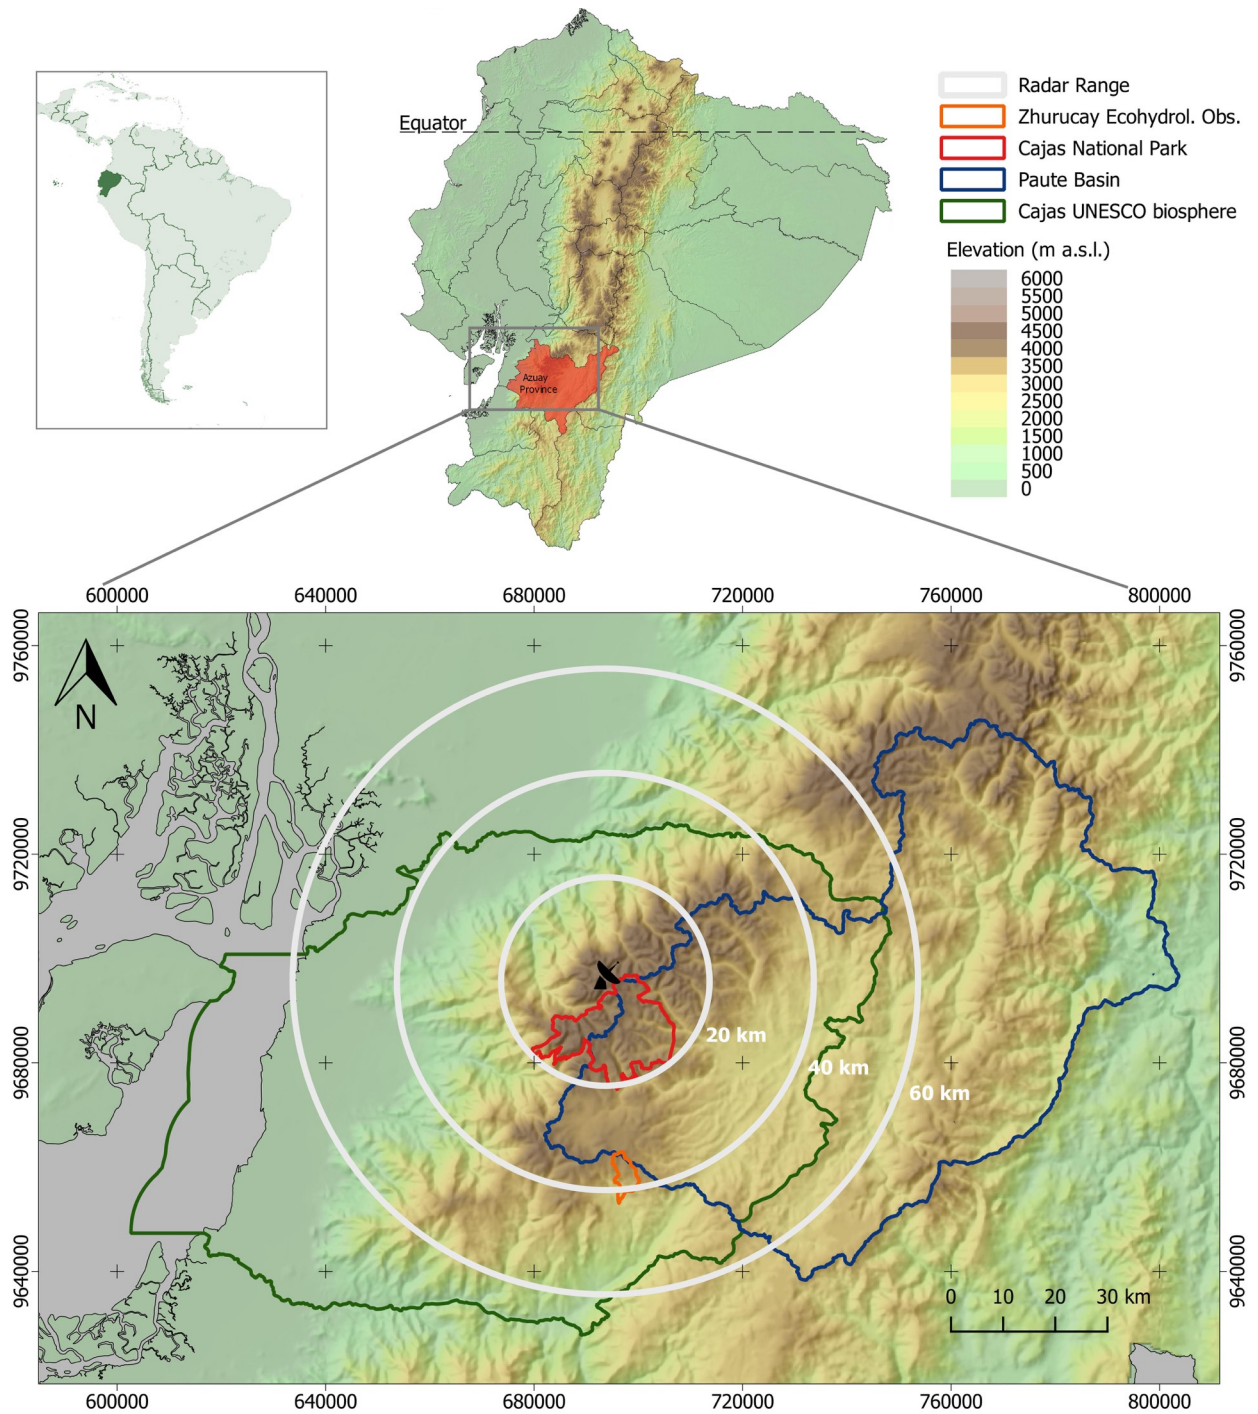 Equator
Azuay
Province
Radar Range
Zhurucay Ecohydrol. Obs.
Cajas National Park
Paute Basin
Cajas UNESCO biosphere
Elevation (m a.s.l.)
6000
5500
5000
4500
4000
3500
3000
2500
2000
1500
1000
500
0
600000 640000 680000 720000 760000 800000
9760000 9760000
N
9720000 9720000
20 km
9680000 9680000
40 km
60 km
9640000 9640000
0 10 20 30 km
600000 640000 680000 720000 760000 800000